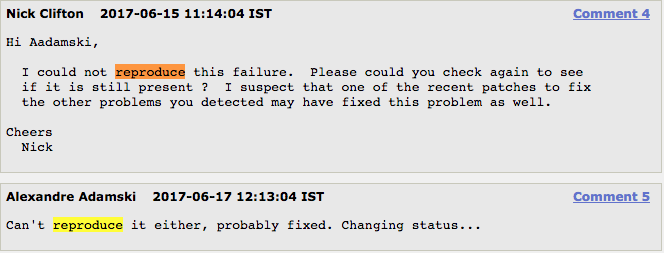 Nick Clifton 2017-06-15 11:14:04 IST Comment 4
Hi Aadamski,
I could not reproduce this failure. Please could you check again to see
if it is still present ? I suspect that one of the recent patches to fix
the other problems you detected may have fixed this problem as well.
Cheers
Nick
Alexandre Adamski 2017-06-17 12:13:04 IST Comment 5
Can't reproduce it either, probably fixed. Changing status...